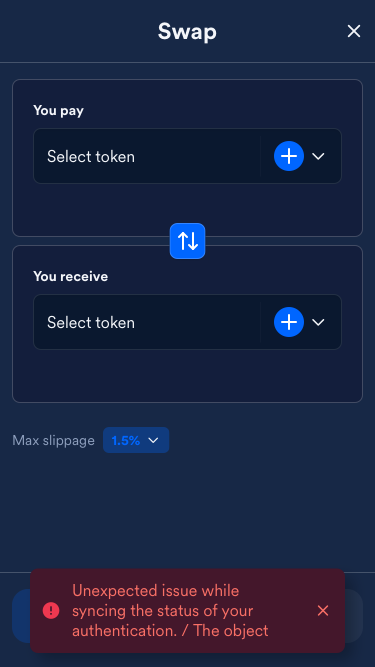 Swap
You pay
Select token
You receive
Select token
Max slippage
1.5%
Unexpected issue while
syncing the status of your
authentication. / The object